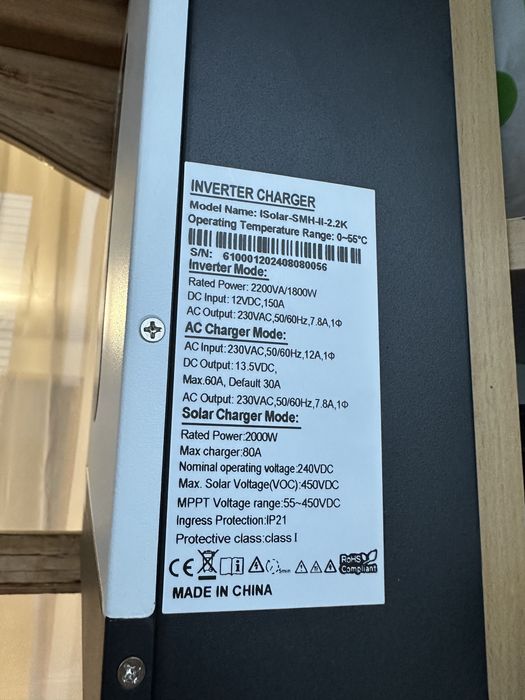 INVERTER CHARGER
Model Name: ISolar-SMH-II-2.2K
Operating Temperature Range: 0~55°C
S/N: 610001202408080056
Inverter Mode:
Rated Power: 2200VA/1800W
DC Input: 12VDC,150A
AC Output: 230VAC,50/60Hz,7.8A,1Φ
AC Charger Mode:
AC Input: 230VAC,50/60Hz,12A,1Φ
DC Output: 13.5VDC,
Max.60A, Default 30A
AC Output: 230VAC,50/60Hz,7.8A,1Φ
Solar Charger Mode:
Rated Power:2000W
Max charger:80A
Nominal operating voltage:240VDC
Max. Solar Voltage(VOC):450VDC
MPPT Voltage range:55~450VDC
Ingress Protection:IP21
Protective class:class I
CE 5min RoHS
Compliant
MADE IN CHINA